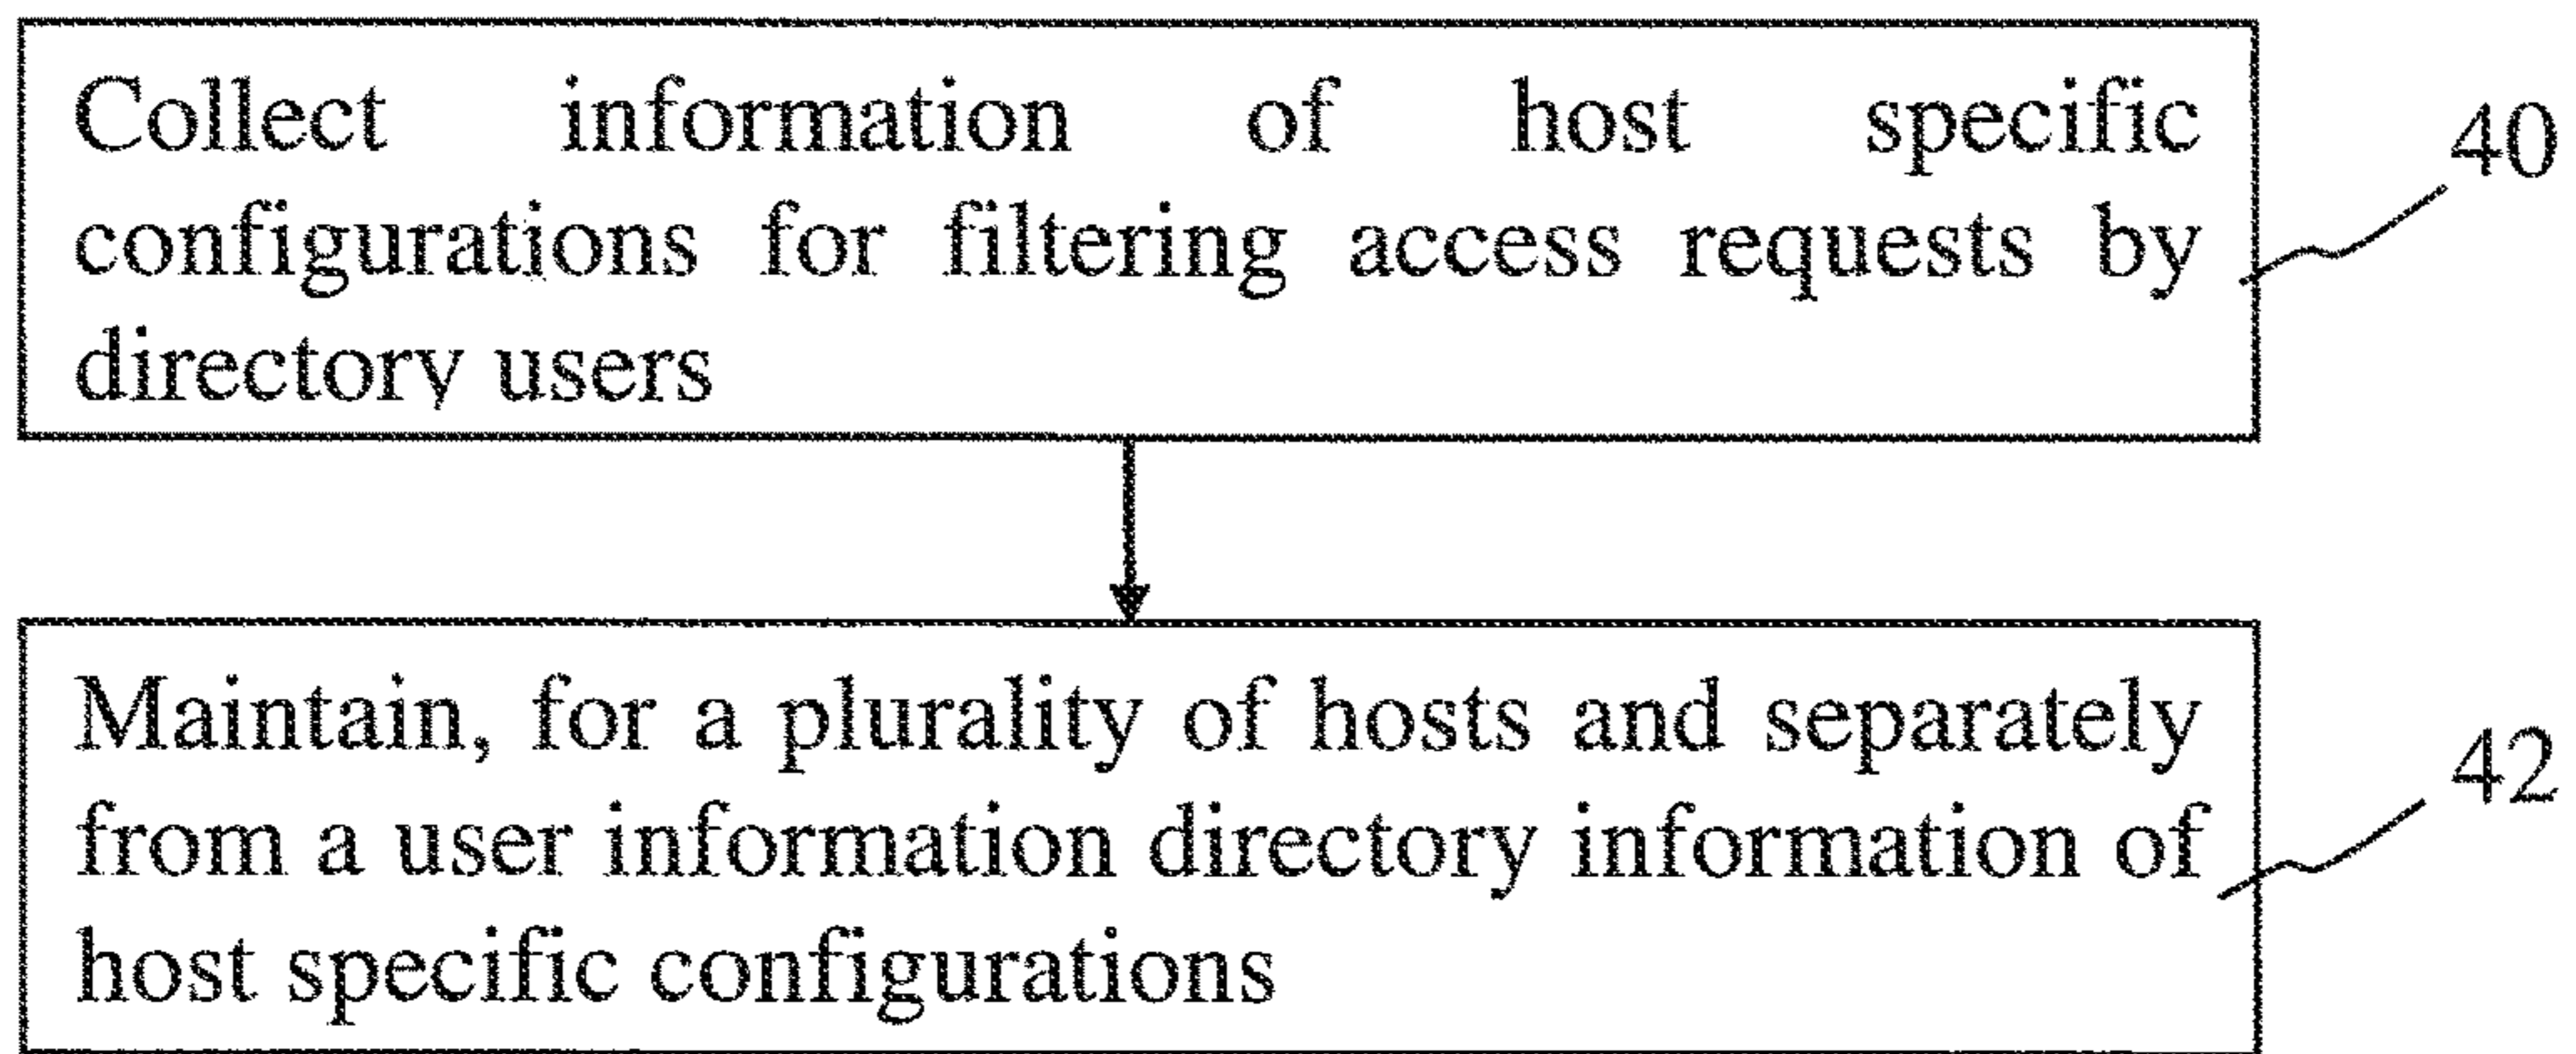 Collect information of host specific
configurations for filtering access requests by
directory users
40
Maintain, for a plurality of hosts and separately
from a user information directory information of
host specific configurations
42